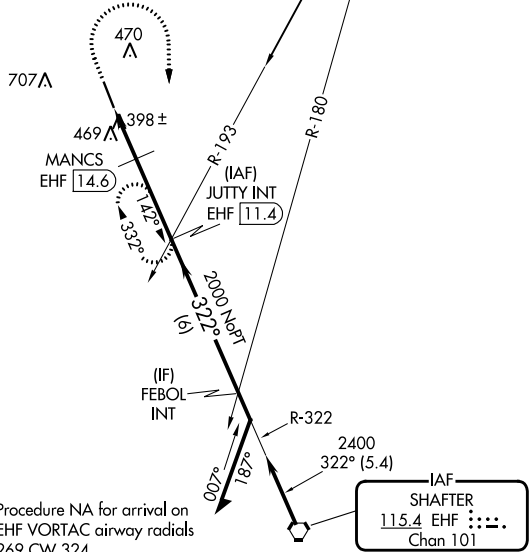 470
707
398 ±
469
MANCS
EHF 14.6
R-193
R-180
(IAF)
JUTTY INT
EHF 11.4
142°
332°
2000 NoPT
322°
(6)
(IF)
FEBOL
INT
R-322
2400
322° (5.4)
007°
187°
IAF
SHAFTER
115.4 EHF
Chan 101
Procedure NA for arrival on
EHF VORTAC airway radials
269 CW 324